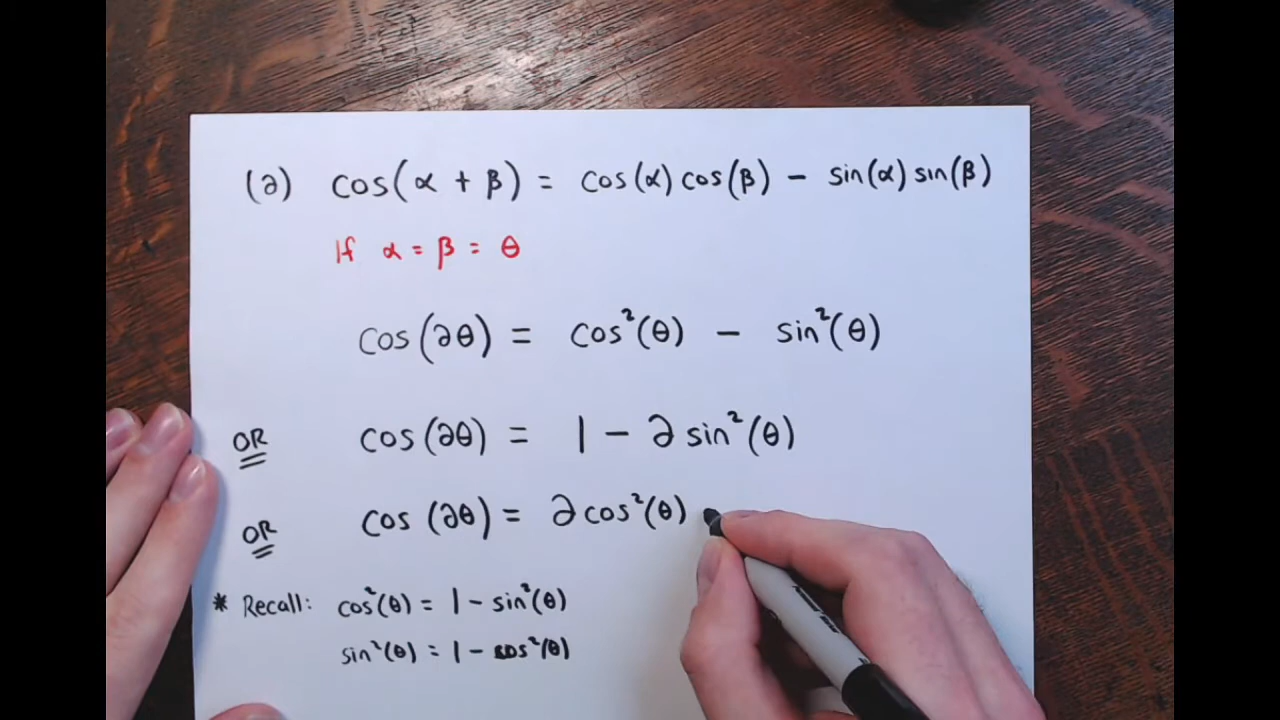 (2) cos(α + β) = cos(α) cos(β) − sin(α) sin(β)
If α = β = θ
cos(2θ) = cos²(θ) − sin²(θ)
OR cos(2θ) = 1 − 2 sin²(θ)
OR cos(2θ) = 2 cos²(θ)
* Recall: cos²(θ) = 1 − sin²(θ)
sin²(θ) = 1 − cos²(θ)